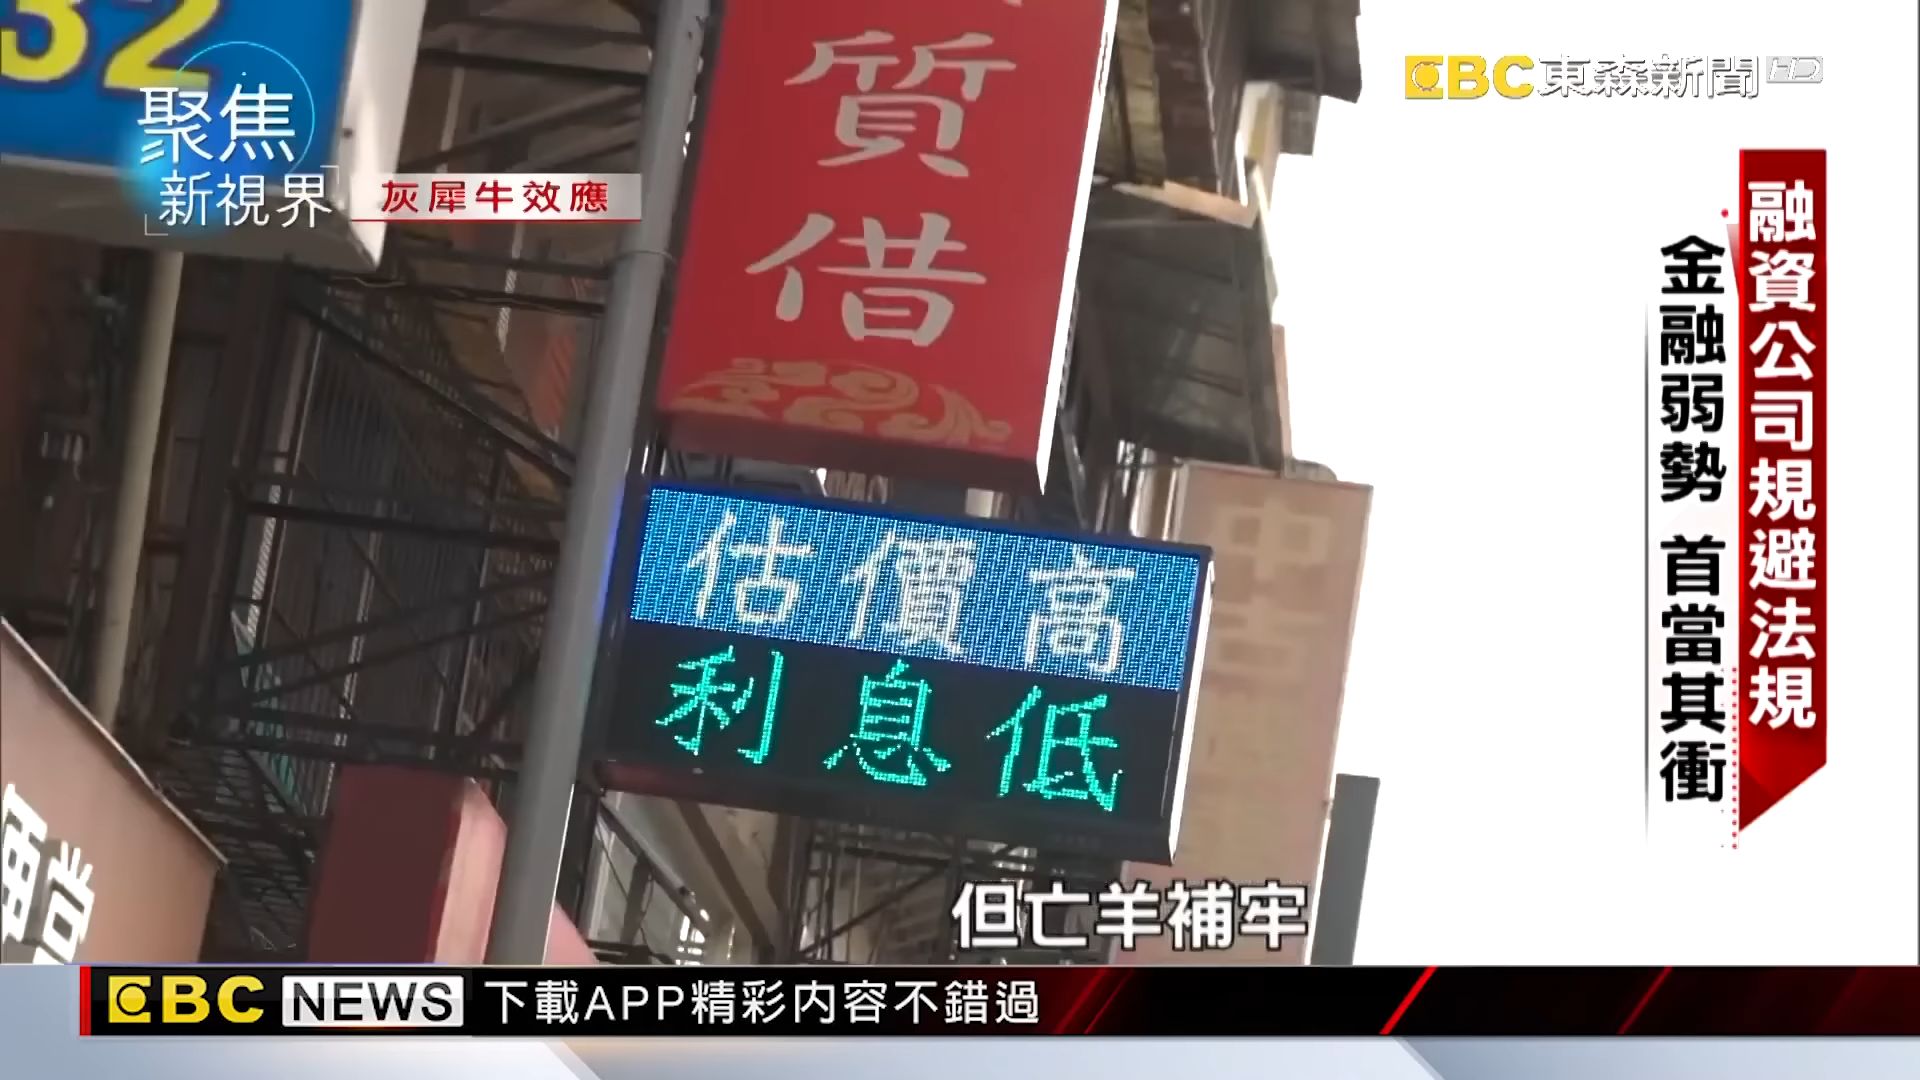 32
聚焦
新視界
灰犀牛效應
EBC東森新聞HD
融資公司規避法規
金融弱勢 首當其衝
質借
估價高
利息低
但亡羊補牢
EBC NEWS 下載APP精彩內容不錯過